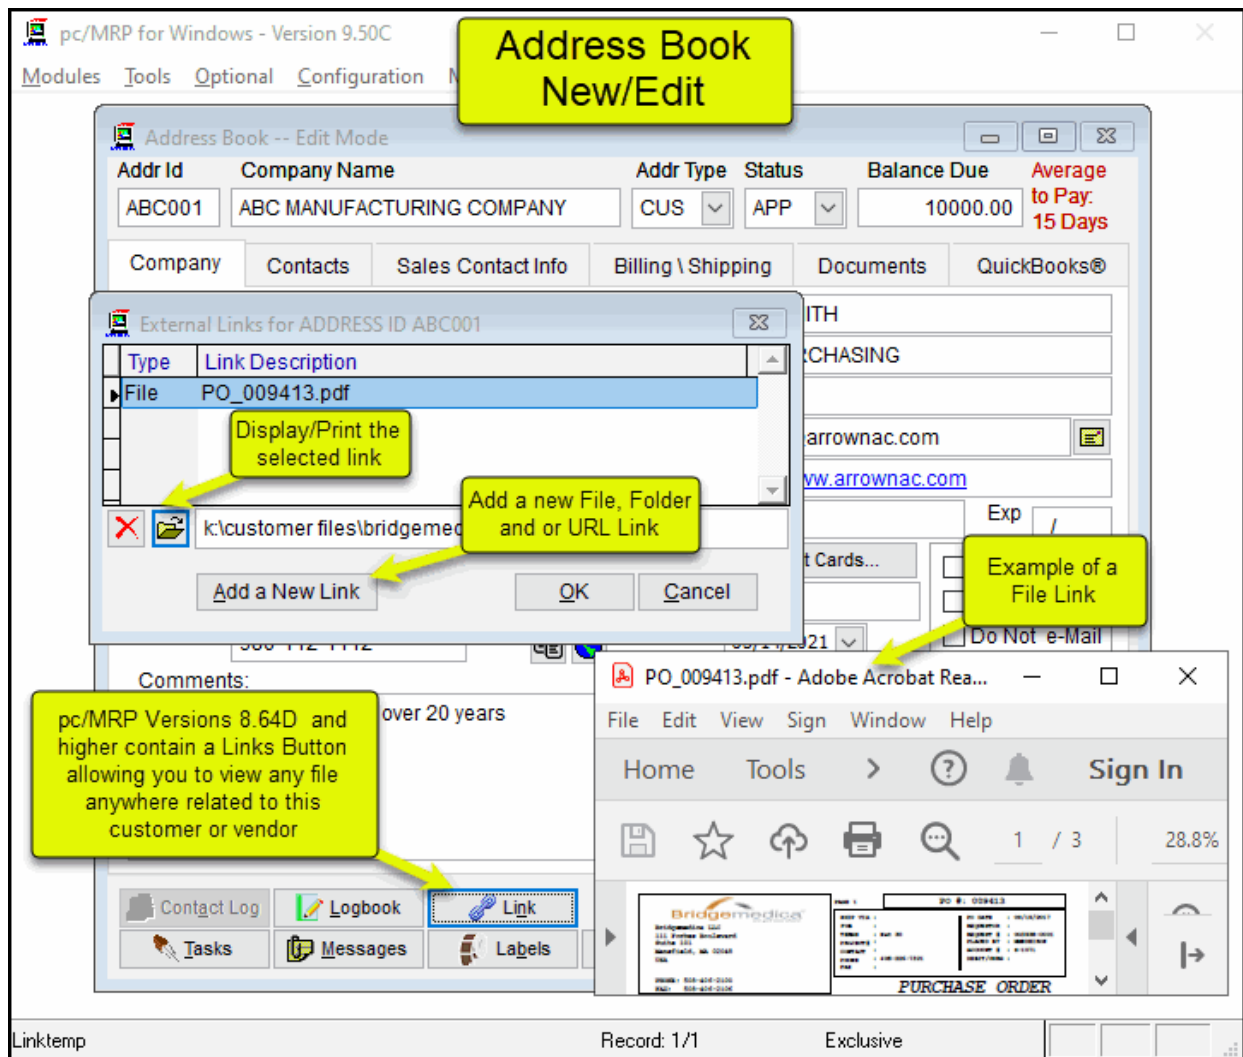 pc/MRP for Windows - Version 9.50C
Address Book
New/Edit
Modules Tools Optional Configuration
Address Book -- Edit Mode
Addr Id Company Name Addr Type Status Balance Due Average
to Pay:
15 Days
ABC001 ABC MANUFACTURING COMPANY CUS APP 10000.00
Company Contacts Sales Contact Info Billing \ Shipping Documents QuickBooks®
External Links for ADDRESS ID ABC001
ITH
Type Link Description
RCHASING
File PO_009413.pdf
Display/Print the
selected link
arrownac.com
ww.arrownac.com
Add a new File, Folder
and or URL Link
k:\customer files\bridgemed
Exp
/
t Cards...
Example of a
File Link
Add a New Link OK Cancel
Do Not e-Mail
Comments:
over 20 years
pc/MRP Versions 8.64D and
higher contain a Links Button
allowing you to view any file
anywhere related to this
customer or vendor
PO_009413.pdf - Adobe Acrobat Rea...
File Edit View Sign Window Help
Home Tools > ? Sign In
1 / 3 28.8%
Bridgemedica
PAGE 1 PO #: 009413
PURCHASE ORDER
Contact Log Logbook Link
Tasks Messages Labels
Linktemp Record: 1/1 Exclusive